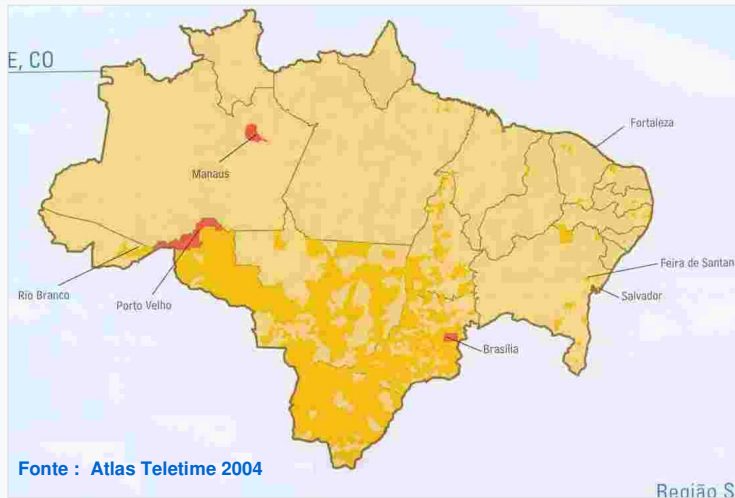 E, CO
Fortaleza
Manaus
Feira de Santan
Rio Branco
Porto Velho
Salvador
Brasília
Fonte : Atlas Teletime 2004
Região S